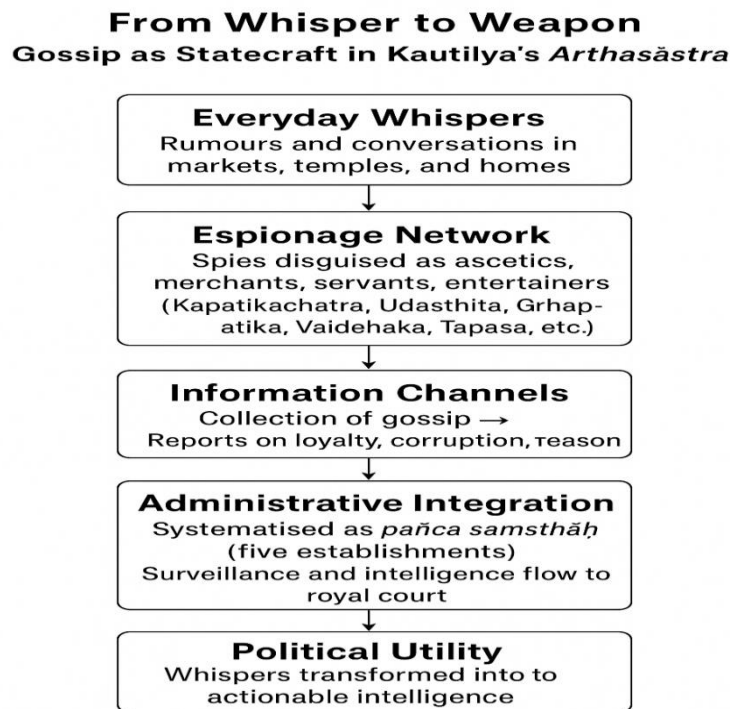 From Whisper to Weapon
Gossip as Statecraft in Kautilya's Arthasăstra
Everyday Whispers
Rumours and conversations in
markets, temples, and homes
Espionage Network
Spies disguised as ascetics,
merchants, servants, entertainers
(Kapatikachatra, Udasthita, Grhap-
atika, Vaidehaka, Tapasa, etc.)
Information Channels
Collection of gossip →
Reports on loyalty, corruption, тeason
Administrative Integration
Systematised as pañca samsthăḥ
(five establishments)
Surveillance and intelligence flow to
royal court
Political Utility
Whispers transformed into to
actionable intelligence